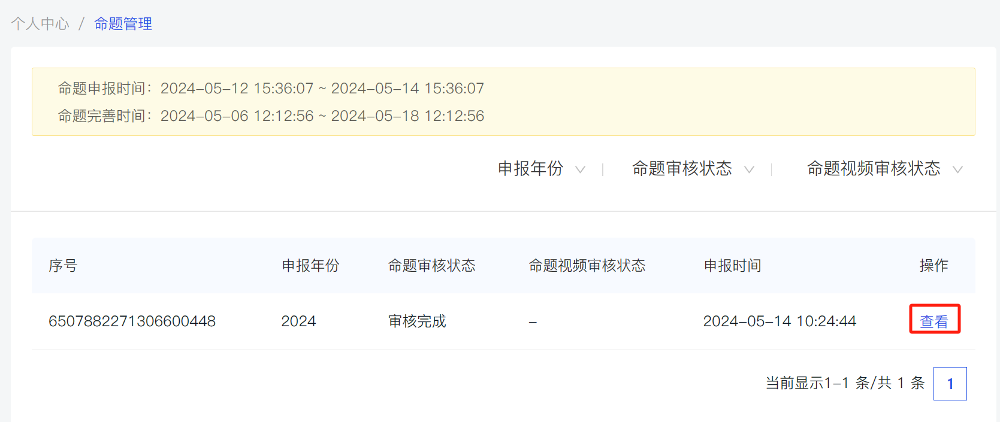 个人中心 / 命题管理
命题申报时间：2024-05-12 15:36:07 ~ 2024-05-14 15:36:07
命题完善时间：2024-05-06 12:12:56 ~ 2024-05-18 12:12:56
申报年份 命题审核状态 命题视频审核状态
序号 申报年份 命题审核状态 命题视频审核状态 申报时间 操作
6507882271306600448 2024 审核完成 - 2024-05-14 10:24:44 查看
当前显示1-1 条/共 1 条 1